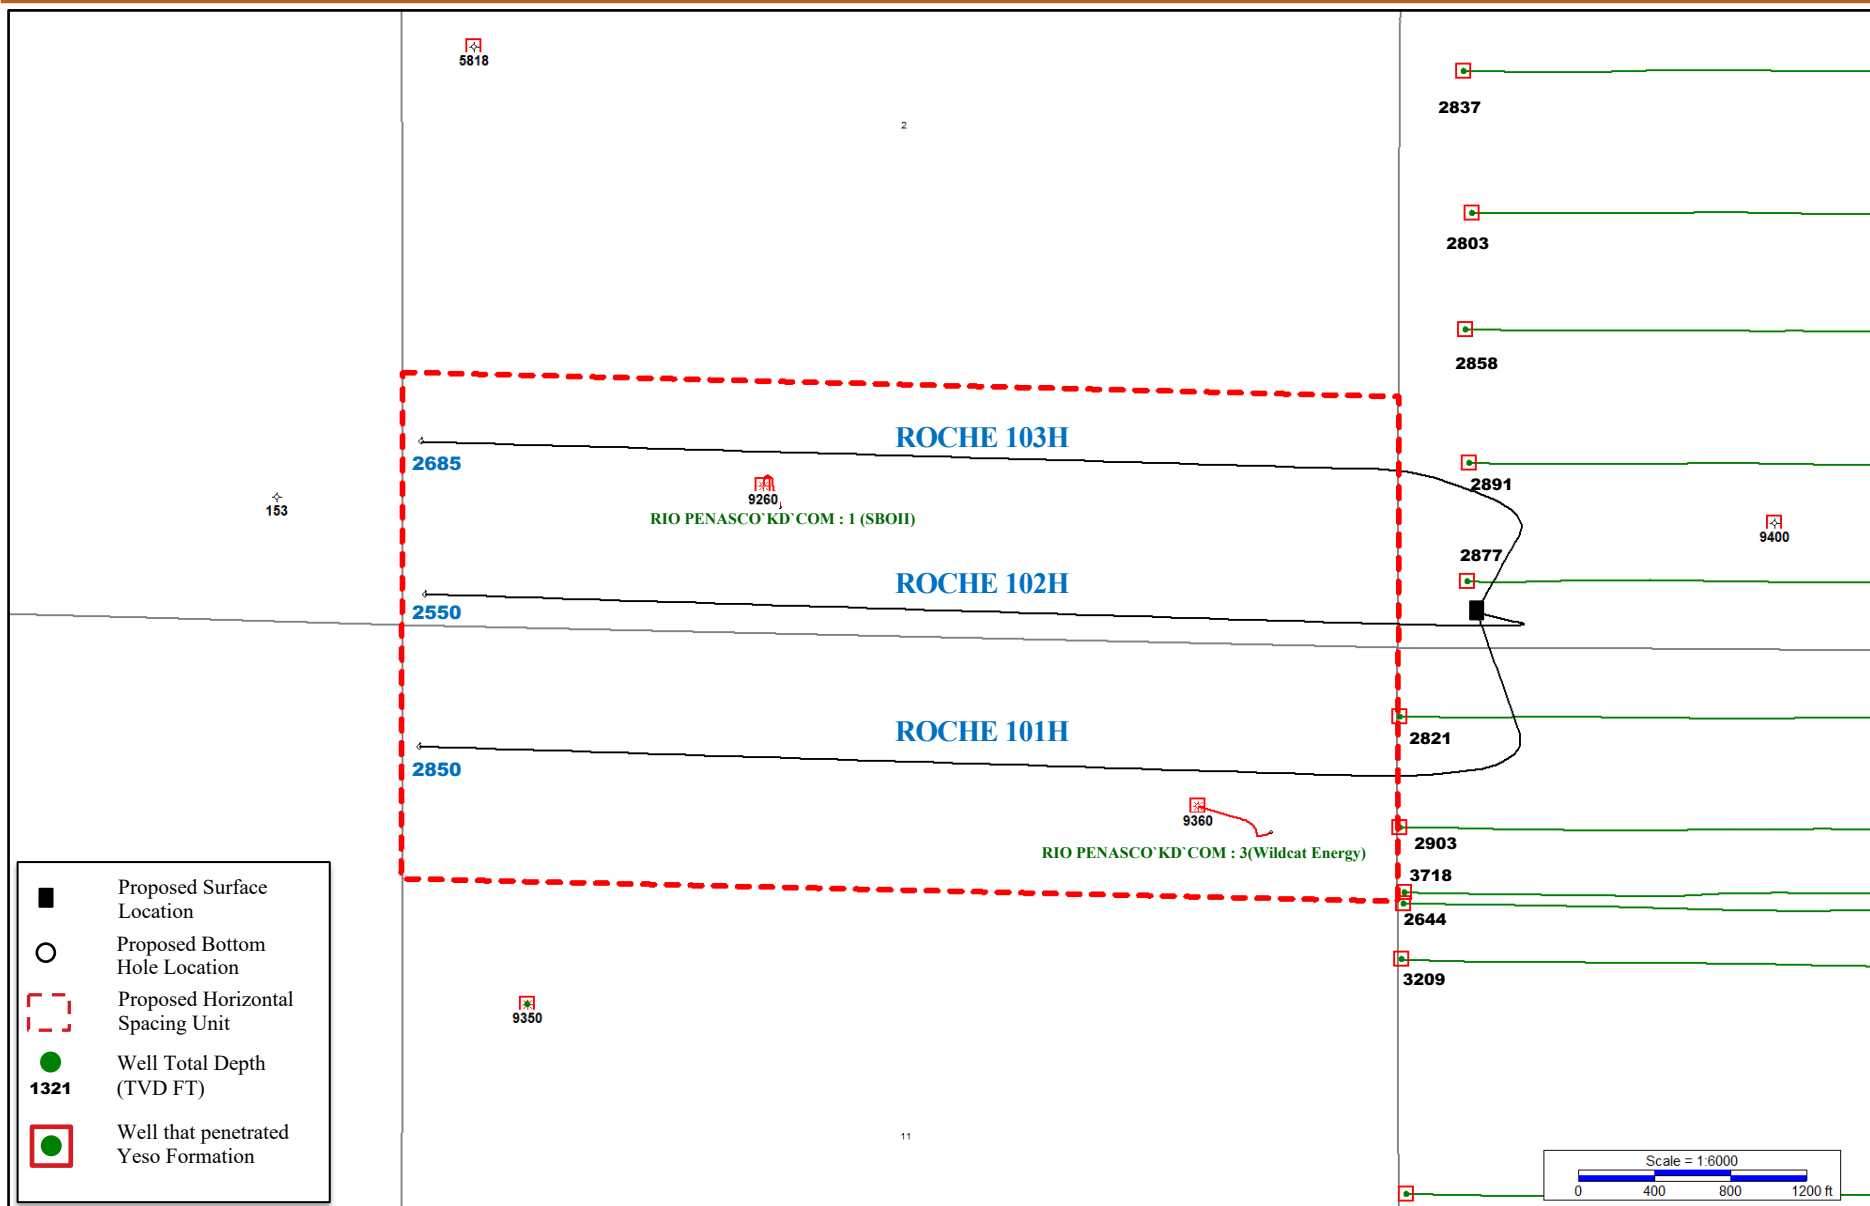 5818
2837
2
2803
2858
ROCHE 103H
2685
2891
9260
153
RIO PENASCO`KD`COM : 1 (SBOII)
9400
2877
ROCHE 102H
2550
ROCHE 101H
2821
2850
9360
2903
RIO PENASCO`KD`COM : 3(Wildcat Energy)
3718
2644
3209
9350
11
Proposed Surface
Location
Proposed Bottom
Hole Location
Proposed Horizontal
Spacing Unit
Well Total Depth
1321 (TVD FT)
Well that penetrated
Yeso Formation
Scale = 1:6000
0 400 800 1200 ft